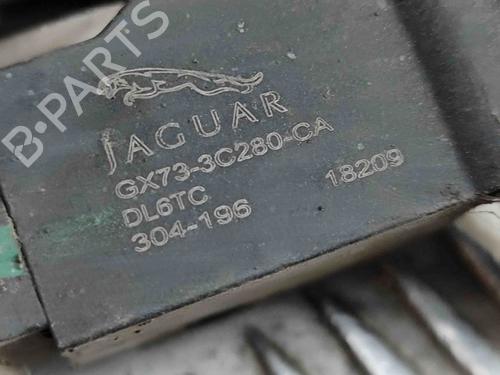 B-PARTS
JAGUAR
GX73-3C280-CA
DL6TC
304-196 18209